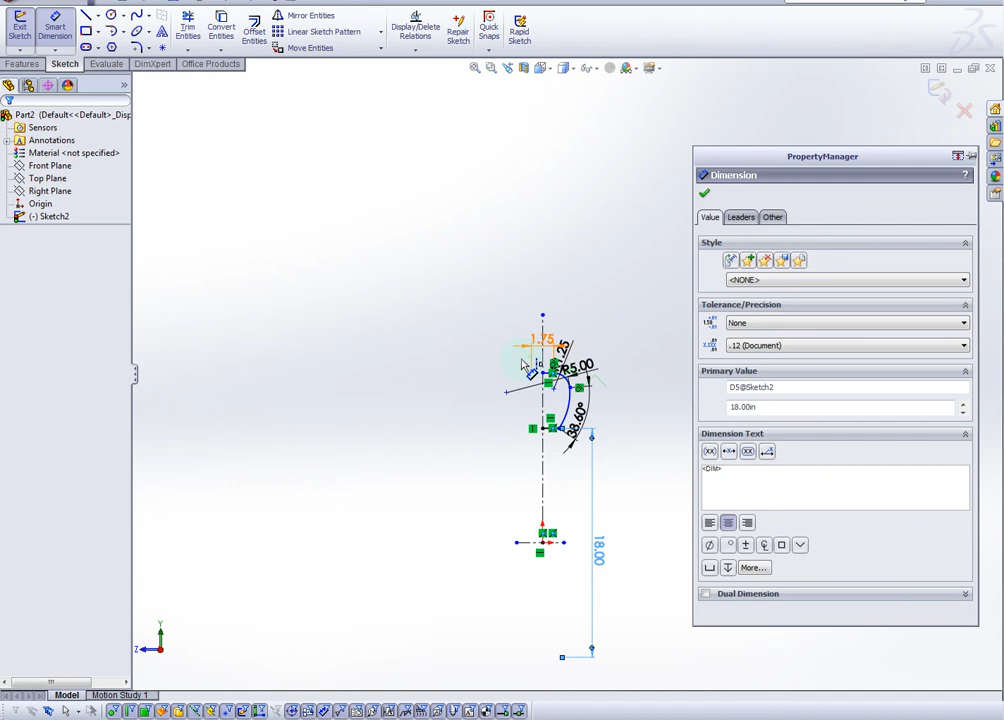 Exit Sketch
Smart Dimension
Trim Entities
Convert Entities
Offset Entities
Mirror Entities
Linear Sketch Pattern
Move Entities
Display/Delete Relations
Repair Sketch
Quick Snaps
Rapid Sketch
Features Sketch Evaluate DimXpert Office Products
Part2 (Default<<Default>_Disp
Sensors
Annotations
Material <not specified>
Front Plane
Top Plane
Right Plane
Origin
(-) Sketch2
1.75
R5.00
38.60°
18.00
Y
Z
PropertyManager
Dimension
?
Value Leaders Other
Style
<NONE>
Tolerance/Precision
None
.12 (Document)
Primary Value
D5@Sketch2
18.00in
Dimension Text
<DIM>
More...
Dual Dimension
Model Motion Study 1